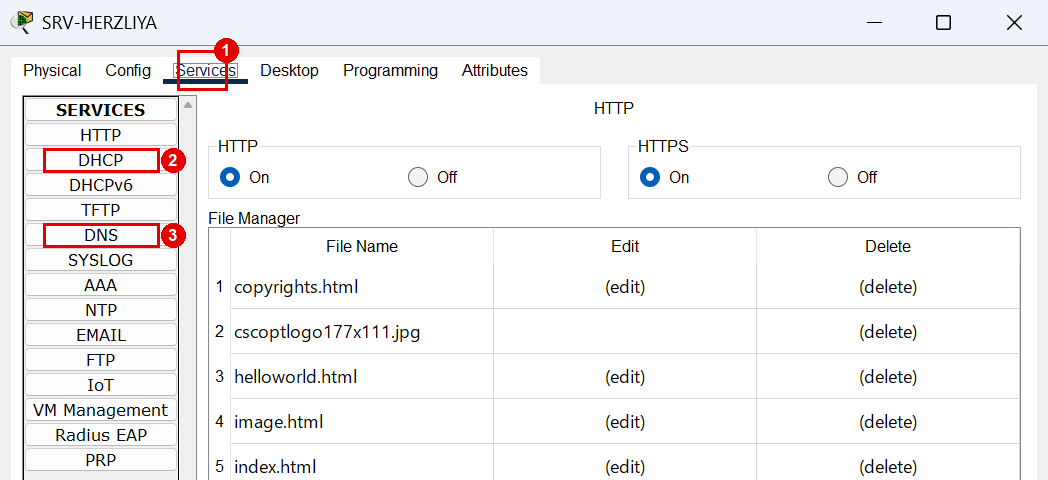 SRV-HERZLIYA
1
Physical Config Services Desktop Programming Attributes
SERVICES
HTTP
DHCP 2
DHCPv6
TFTP
DNS 3
SYSLOG
AAA
NTP
EMAIL
FTP
IoT
VM Management
Radius EAP
PRP
HTTP
HTTP
On Off
HTTPS
On Off
File Manager
File Name Edit Delete
1 copyrights.html (edit) (delete)
2 cscoptlogo177x111.jpg (delete)
3 helloworld.html (edit) (delete)
4 image.html (edit) (delete)
5 index.html (edit) (delete)